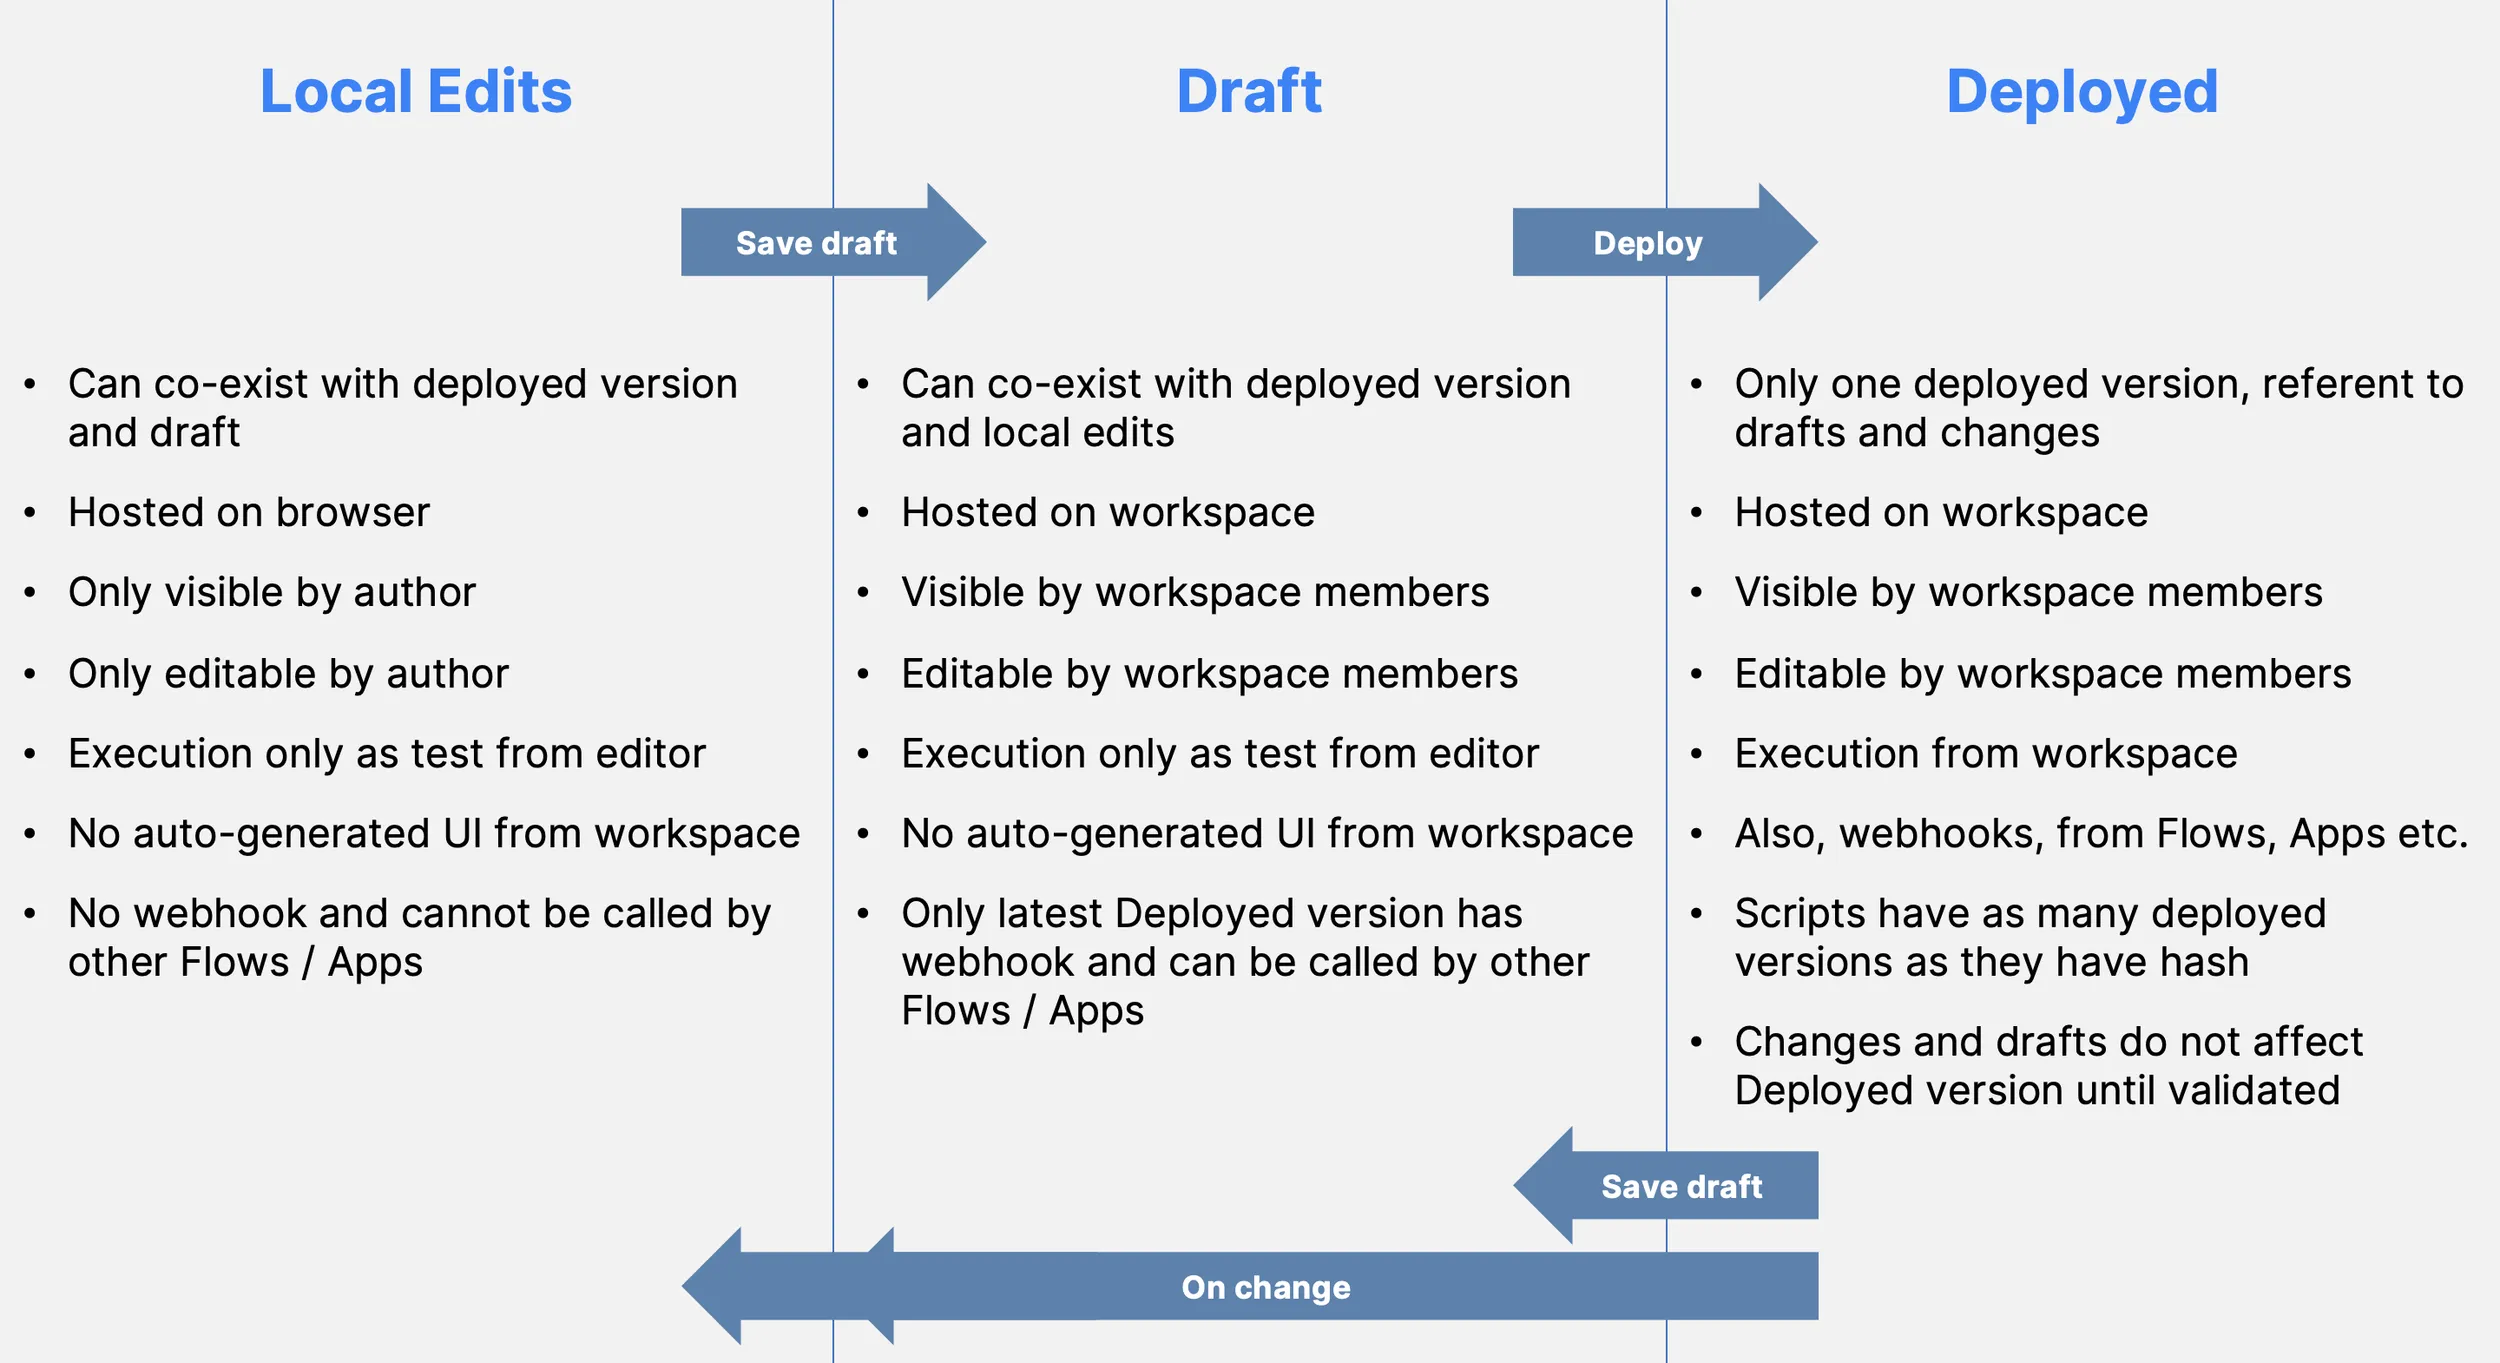 Local Edits
Draft
Deployed
Save draft
Deploy
• Can co-exist with deployed version
and draft
• Hosted on browser
• Only visible by author
• Only editable by author
• Execution only as test from editor
• No auto-generated UI from workspace
• No webhook and cannot be called by
other Flows / Apps
• Can co-exist with deployed version
and local edits
• Hosted on workspace
• Visible by workspace members
• Editable by workspace members
• Execution only as test from editor
• No auto-generated UI from workspace
• Only latest Deployed version has
webhook and can be called by other
Flows / Apps
• Only one deployed version, referent to
drafts and changes
• Hosted on workspace
• Visible by workspace members
• Editable by workspace members
• Execution from workspace
• Also, webhooks, from Flows, Apps etc.
• Scripts have as many deployed
versions as they have hash
• Changes and drafts do not affect
Deployed version until validated
Save draft
On change